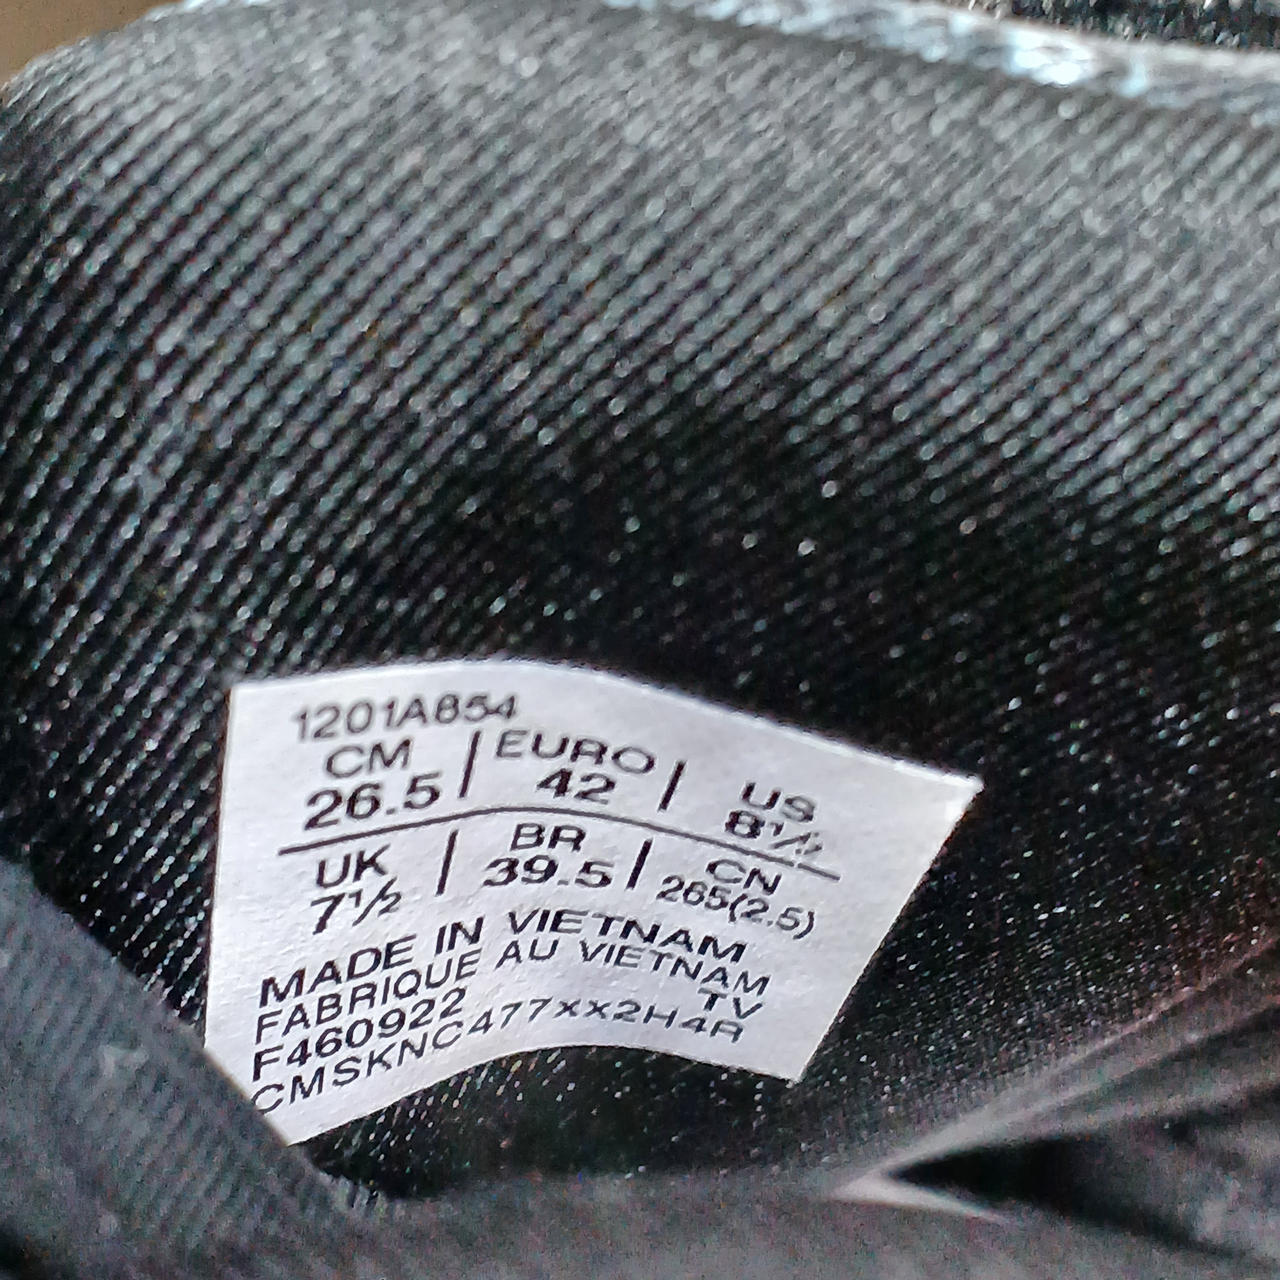 1201A854
CM | EURO | US
26.5 | 42 | 8½
UK | BR | CN
7½ | 39.5 | 265(2.5)
MADE IN VIETNAM
FABRIQUE AU VIETNAM
F460922 TV
CMSKNC477XX2H4R